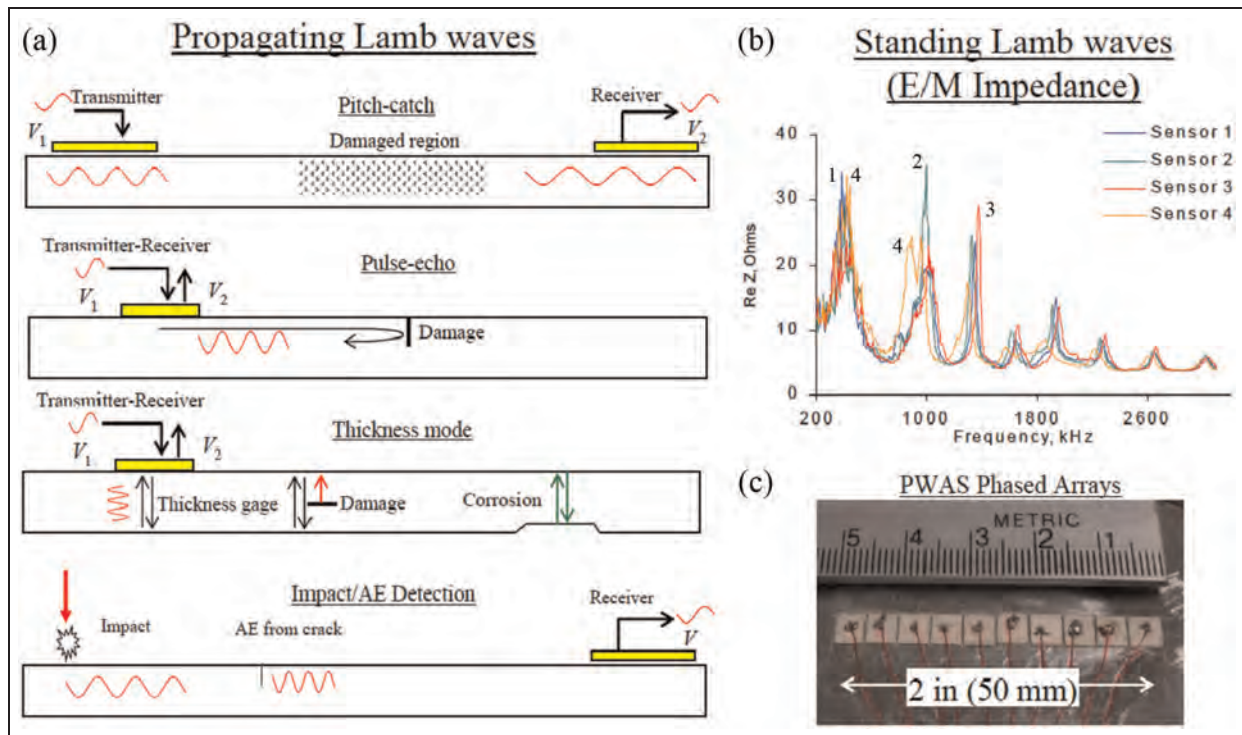 (a)
Propagating Lamb waves
Transmitter
Pitch-catch
Receiver
V1
Damaged region
V2
Transmitter-Receiver
Pulse-echo
V1
V2
Damage
Transmitter-Receiver
Thickness mode
V1
V2
Thickness gage
Damage
Corrosion
Impact/AE Detection
Receiver
Impact
AE from crack
V
(b)
Standing Lamb waves
(E/M Impedance)
40
30
20
10
0
Re Z, Ohms
Sensor 1
Sensor 2
Sensor 3
Sensor 4
1
4
2
3
4
200
1000
1800
2600
Frequency, kHz
(c)
PWAS Phased Arrays
METRIC
5 4 3 2 1
2 in (50 mm)